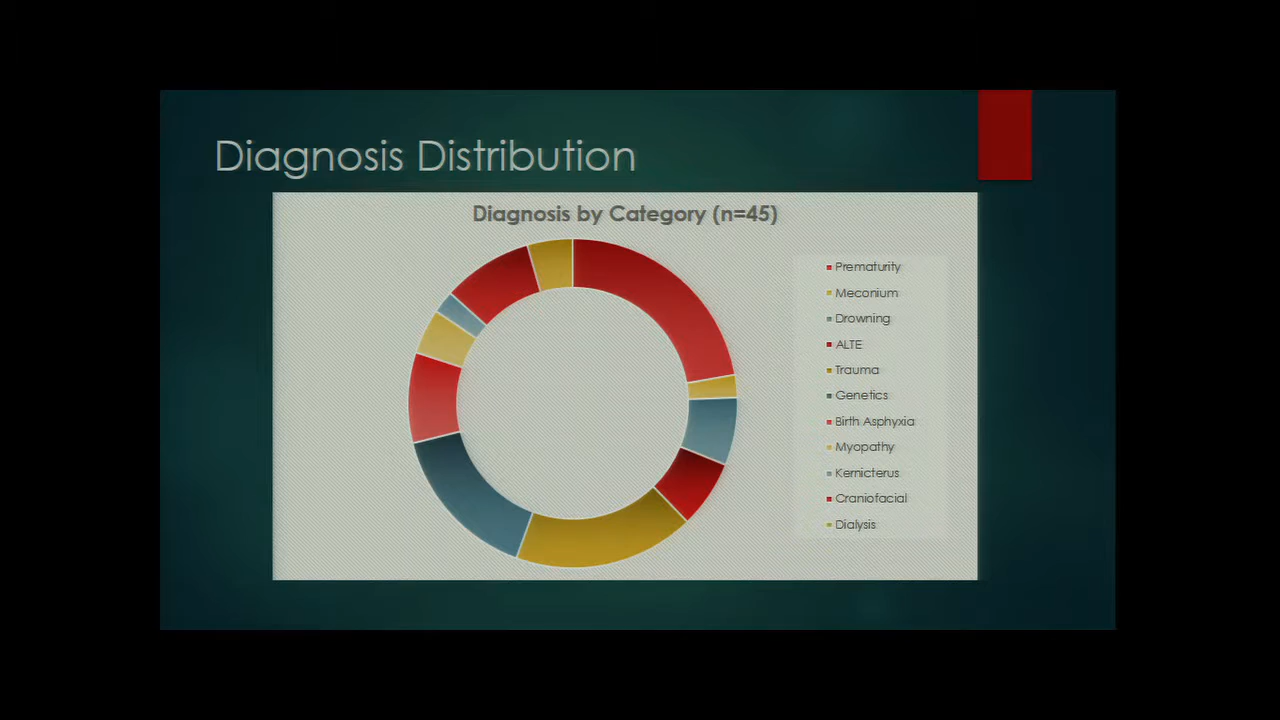 Diagnosis Distribution
Diagnosis by Category (n=45)
Prematurity
Meconium
Drowning
ALTE
Trauma
Genetics
Birth Asphyxia
Myopathy
Kernicterus
Craniofacial
Dialysis